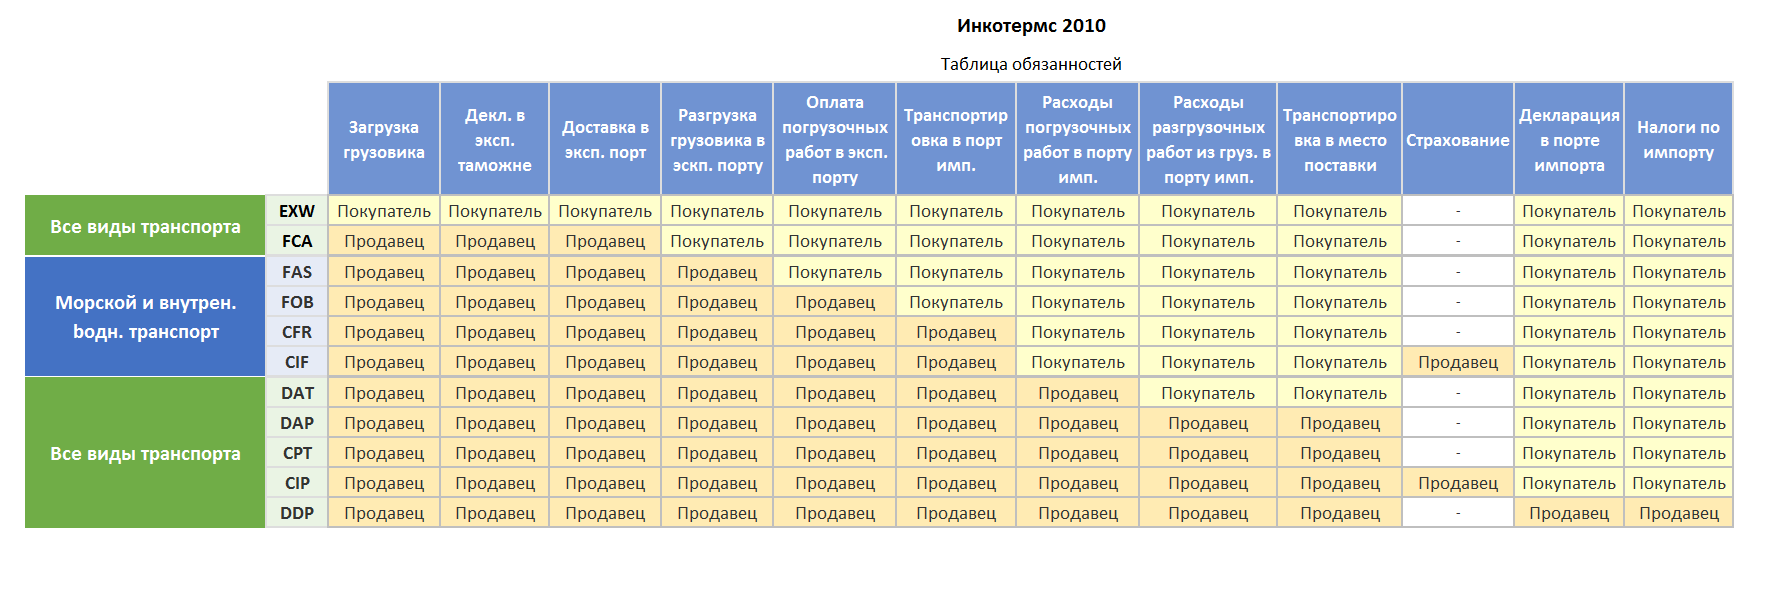 Инкотермс 2010
Таблица обязанностей
Загрузка
грузовика
Декл. в
эксп.
таможне
Доставка в
эксп. порт
Разгрузка
грузовика в
эскп. порту
Оплата
погрузочных
работ в эксп.
порту
Транспортир
овка в порт
имп.
Расходы
погрузочных
работ в порту
имп.
Расходы
разгрузочных
работ из груз. в
порту имп.
Транспортиро
вка в место
поставки
Страхование
Декларация
в порте
импорта
Налоги по
импорту
Все виды транспорта
EXW Покупатель Покупатель Покупатель Покупатель Покупатель Покупатель Покупатель Покупатель Покупатель - Покупатель Покупатель
FCA Продавец Продавец Продавец Покупатель Покупатель Покупатель Покупатель Покупатель Покупатель - Покупатель Покупатель
Морской и внутрен.
водн. транспорт
FAS Продавец Продавец Продавец Продавец Покупатель Покупатель Покупатель Покупатель Покупатель - Покупатель Покупатель
FOB Продавец Продавец Продавец Продавец Продавец Покупатель Покупатель Покупатель Покупатель - Покупатель Покупатель
CFR Продавец Продавец Продавец Продавец Продавец Продавец Покупатель Покупатель Покупатель - Покупатель Покупатель
CIF Продавец Продавец Продавец Продавец Продавец Продавец Покупатель Покупатель Покупатель Продавец Покупатель Покупатель
Все виды транспорта
DAT Продавец Продавец Продавец Продавец Продавец Продавец Продавец Покупатель Покупатель - Покупатель Покупатель
DAP Продавец Продавец Продавец Продавец Продавец Продавец Продавец Продавец Продавец - Покупатель Покупатель
CPT Продавец Продавец Продавец Продавец Продавец Продавец Продавец Продавец Продавец - Покупатель Покупатель
CIP Продавец Продавец Продавец Продавец Продавец Продавец Продавец Продавец Продавец Продавец Покупатель Покупатель
DDP Продавец Продавец Продавец Продавец Продавец Продавец Продавец Продавец Продавец - Продавец Продавец